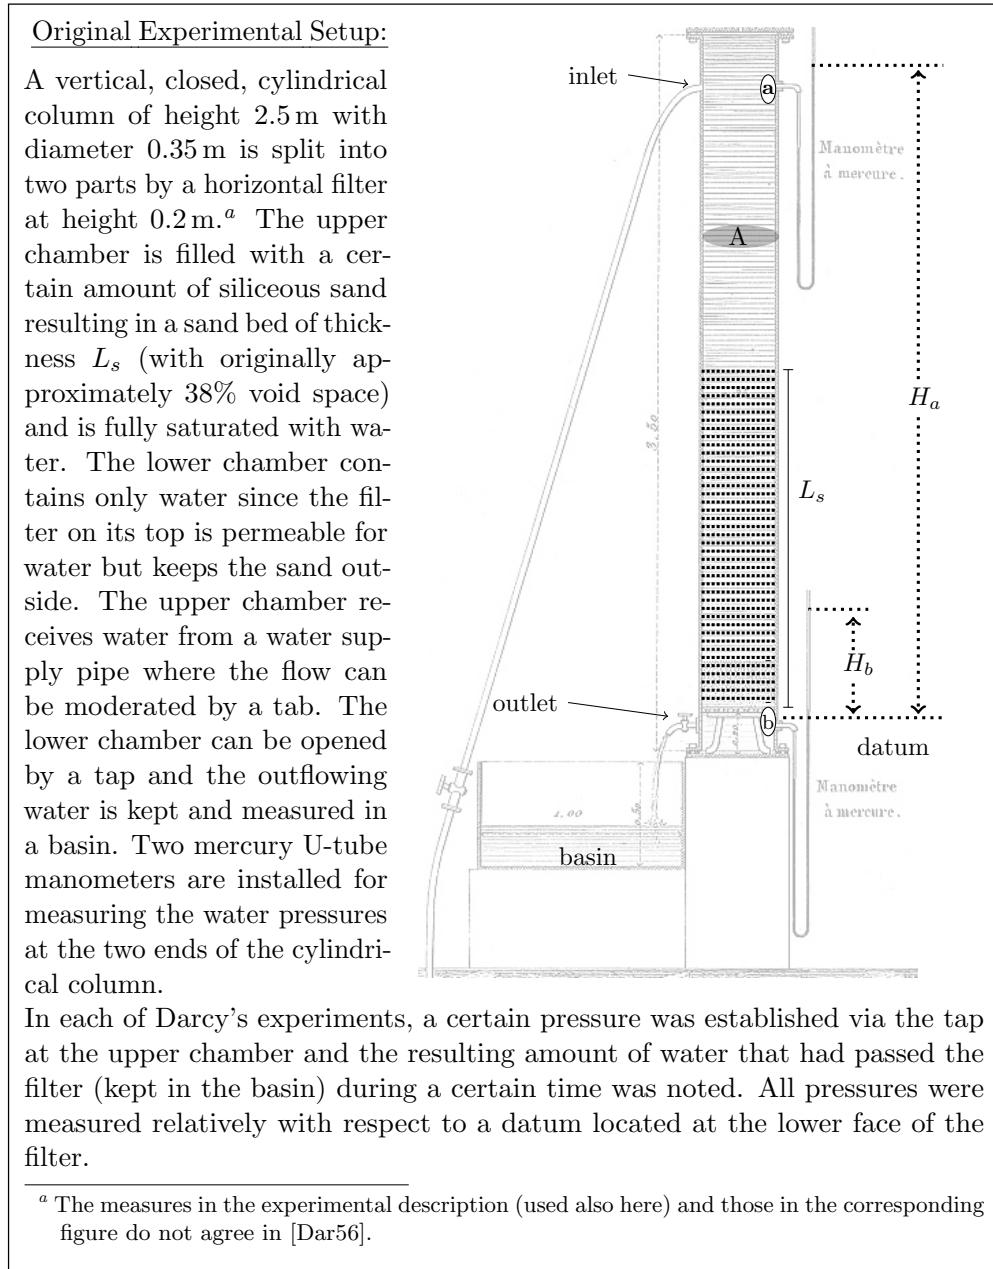 Original Experimental Setup:
A vertical, closed, cylindrical
column of height 2.5 m with
diameter 0.35 m is split into
two parts by a horizontal filter
at height 0.2 m.ᵃ The upper
chamber is filled with a cer-
tain amount of siliceous sand
resulting in a sand bed of thick-
ness Lₛ (with originally ap-
proximately 38% void space)
and is fully saturated with wa-
ter. The lower chamber con-
tains only water since the fil-
ter on its top is permeable for
water but keeps the sand out-
side. The upper chamber re-
ceives water from a water sup-
ply pipe where the flow can
be moderated by a tab. The
lower chamber can be opened
by a tap and the outflowing
water is kept and measured in
a basin. Two mercury U-tube
manometers are installed for
measuring the water pressures
at the two ends of the cylindri-
cal column.
inlet
a
Manomètre
à mercure.
A
Hₐ
3,50
Lₛ
H_b
outlet
b
datum
0,20
Manomètre
à mercure.
1.00
0,50
basin
In each of Darcy's experiments, a certain pressure was established via the tap
at the upper chamber and the resulting amount of water that had passed the
filter (kept in the basin) during a certain time was noted. All pressures were
measured relatively with respect to a datum located at the lower face of the
filter.
ᵃ The measures in the experimental description (used also here) and those in the corresponding
figure do not agree in [Dar56].